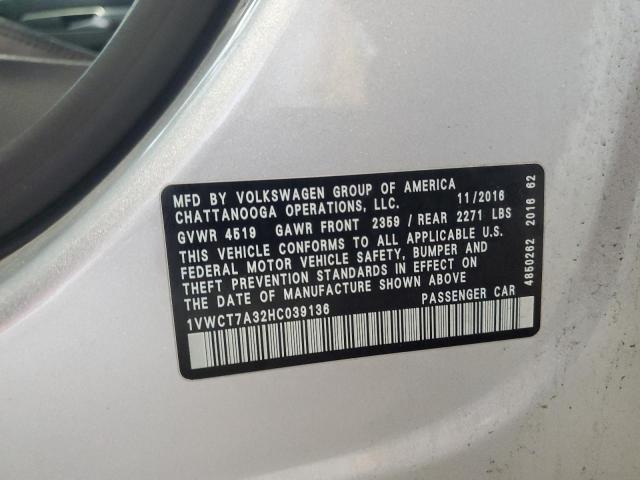 MFD BY VOLKSWAGEN GROUP OF AMERICA
CHATTANOOGA OPERATIONS, LLC. 11/2016
GVWR 4519 GAWR FRONT 2359 / REAR 2271 LBS
THIS VEHICLE CONFORMS TO ALL APPLICABLE U.S.
FEDERAL MOTOR VEHICLE SAFETY, BUMPER AND
THEFT PREVENTION STANDARDS IN EFFECT ON
THE DATE OF MANUFACTURE SHOWN ABOVE
1VWCT7A32HC039136 PASSENGER CAR
4850262 2016 62